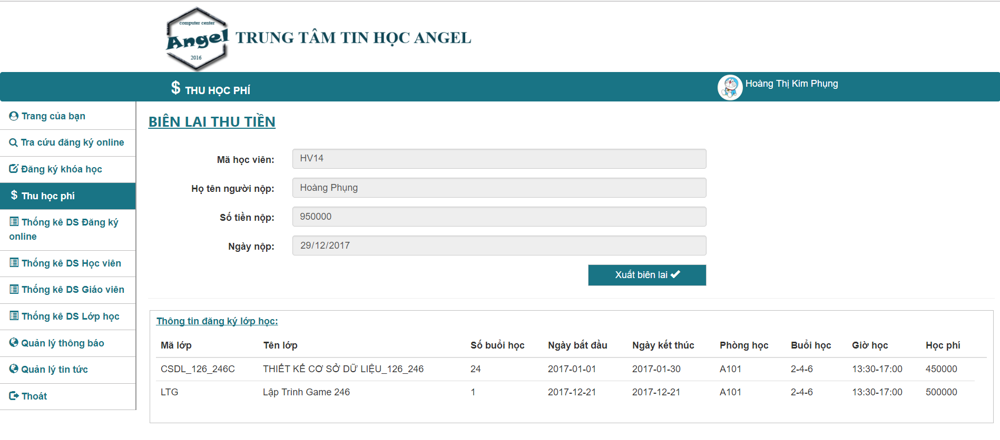 computer center
Angel
2016
TRUNG TÂM TIN HỌC ANGEL
$ THU HỌC PHÍ
Hoàng Thị Kim Phụng
Trang của bạn
Tra cứu đăng ký online
Đăng ký khóa học
$ Thu học phí
Thống kê DS Đăng ký
online
Thống kê DS Học viên
Thống kê DS Giáo viên
Thống kê DS Lớp học
Quản lý thông báo
Quản lý tin tức
Thoát
BIÊN LAI THU TIỀN
Mã học viên: HV14
Họ tên người nộp: Hoàng Phụng
Số tiền nộp: 950000
Ngày nộp: 29/12/2017
Xuất biên lai
Thông tin đăng ký lớp học:
Mã lớp Tên lớp Số buổi học Ngày bắt đầu Ngày kết thúc Phòng học Buổi học Giờ học Học phí
CSDL_126_246C THIẾT KẾ CƠ SỞ DỮ LIỆU_126_246 24 2017-01-01 2017-01-30 A101 2-4-6 13:30-17:00 450000
LTG Lập Trình Game 246 1 2017-12-21 2017-12-21 A101 2-4-6 13:30-17:00 500000